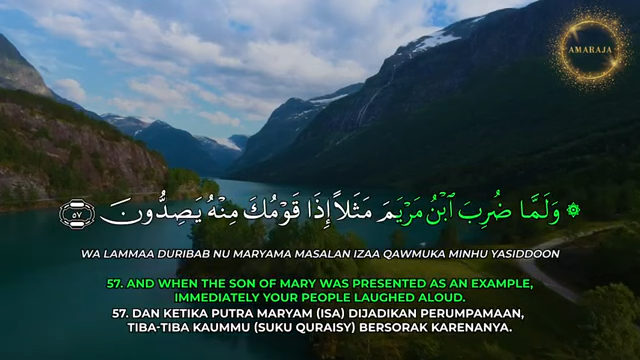 AMARAJA
۞ وَلَمَّا ضُرِبَ ٱبْنُ مَرْيَمَ مَثَلًا إِذَا قَوْمُكَ مِنْهُ يَصِدُّونَ ٥٧
WA LAMMAA DURIBAB NU MARYAMA MASALAN IZAA QAWMUKA MINHU YASIDDOON
57. AND WHEN THE SON OF MARY WAS PRESENTED AS AN EXAMPLE,
IMMEDIATELY YOUR PEOPLE LAUGHED ALOUD.
57. DAN KETIKA PUTRA MARYAM (ISA) DIJADIKAN PERUMPAMAAN,
TIBA-TIBA KAUMMU (SUKU QURAISY) BERSORAK KARENANYA.